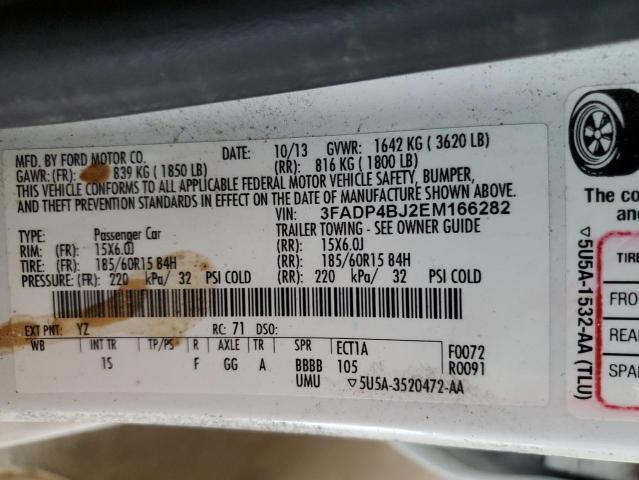 MFD. BY FORD MOTOR CO. DATE: 10/13 GVWR: 1642 KG ( 3620 LB)
GAWR: (FR): 839 KG ( 1850 LB) (RR): 816 KG ( 1800 LB)
THIS VEHICLE CONFORMS TO ALL APPLICABLE FEDERAL MOTOR VEHICLE SAFETY, BUMPER,
AND THEFT PREVENTION STANDARDS IN EFFECT ON THE DATE OF MANUFACTURE SHOWN ABOVE.
VIN: 3FADP4BJ2EM166282
TYPE: Passenger Car TRAILER TOWING - SEE OWNER GUIDE
RIM: (FR): 15X6.0J (RR): 15X6.0J
TIRE: (FR): 185/60R15 84H (RR): 185/60R15 84H
PRESSURE: (FR): 220 kPa/ 32 PSI COLD (RR): 220 kPa/ 32 PSI COLD
EXT PNT: YZ RC: 71 DSO:
WB INT TR TP/PS R AXLE TR SPR ECT1A F0072
1S F GG A BBBB 105 R0091
UMU ▽5U5A-3520472-AA
▽5U5A-1532-AA (TLU)
The co
an
TIRE
FRO
REA
SPA